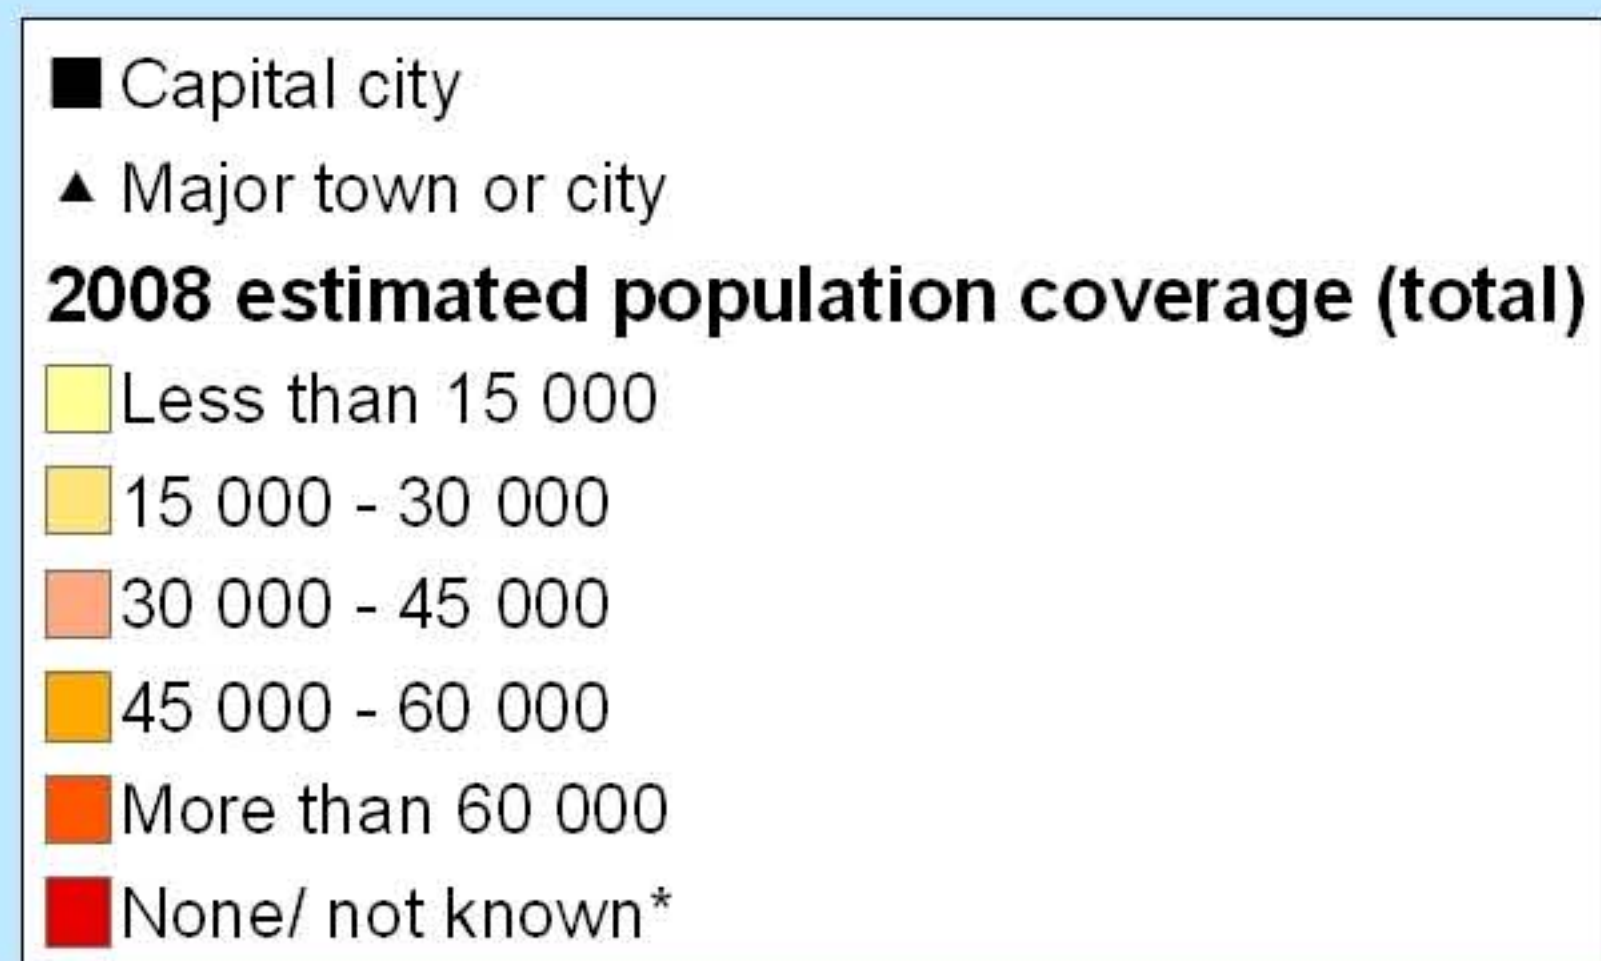 Capital city
Major town or city
2008 estimated population coverage (total)
Less than 15 000
15 000 - 30 000
30 000 - 45 000
45 000 - 60 000
More than 60 000
None/ not known*